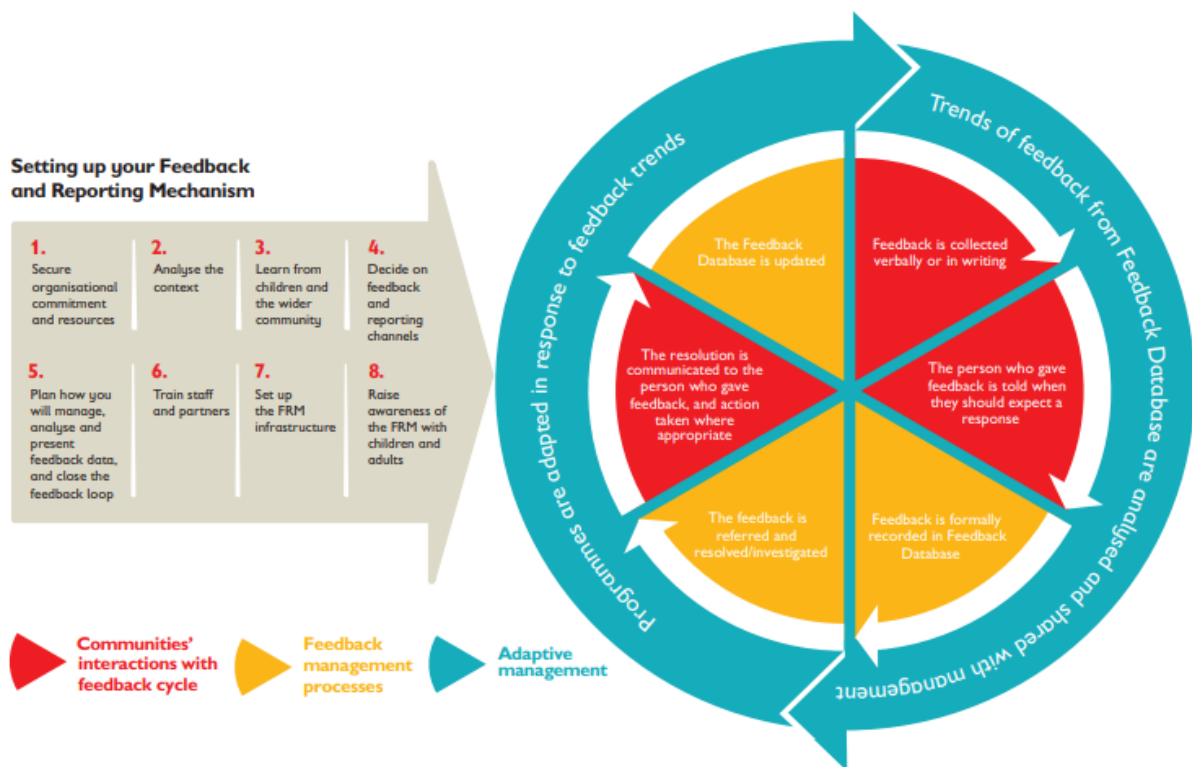 Setting up your Feedback
and Reporting Mechanism
1.
Secure
organisational
commitment
and resources
2.
Analyse the
context
3.
Learn from
children and
the wider
community
4.
Decide on
feedback
and
reporting
channels
5.
Plan how you
will manage,
analyse and
present
feedback data,
and close the
feedback loop
6.
Train staff
and partners
7.
Set up
the FRM
infrastructure
8.
Raise
awareness of
the FRM with
children and
adults
Communities’
interactions with
feedback cycle
Feedback
management
processes
Adaptive
management
Programmes are adapted in response to feedback trends
Trends of feedback from Feedback Database are analysed and shared with management
Feedback is collected
verbally or in writing
The person who gave
feedback is told when
they should expect a
response
Feedback is formally
recorded in Feedback
Database
The feedback is
referred and
resolved/investigated
The resolution is
communicated to the
person who gave
feedback, and action
taken where
appropriate
The Feedback
Database is updated